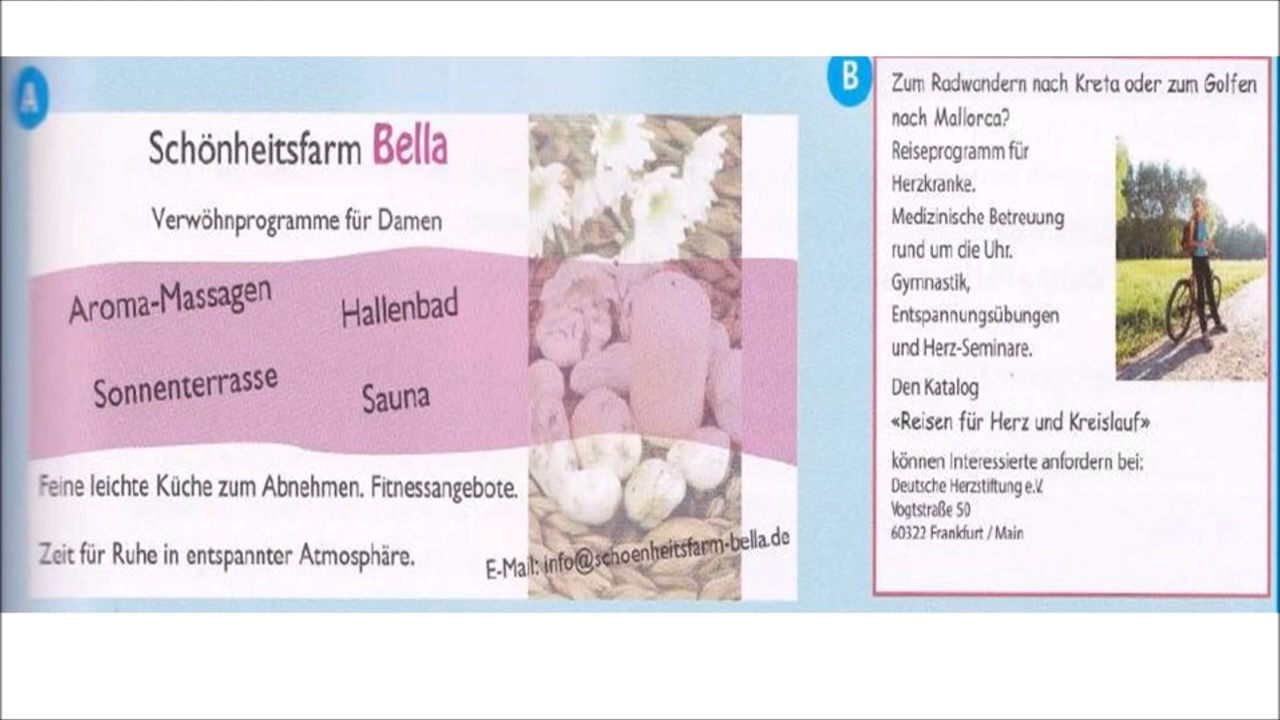 A
Schönheitsfarm Bella
Verwöhnprogramme für Damen
Aroma-Massagen
Hallenbad
Sonnenterrasse
Sauna
Feine leichte Küche zum Abnehmen. Fitnessangebote.
Zeit für Ruhe in entspannter Atmosphäre.
E-Mail: info@schoenheitsfarm-bella.de
B
Zum Radwandern nach Kreta oder zum Golfen
nach Mallorca?
Reiseprogramm für
Herzkranke.
Medizinische Betreuung
rund um die Uhr.
Gymnastik,
Entspannungsübungen
und Herz-Seminare.
Den Katalog
«Reisen für Herz und Kreislauf»
können Interessierte anfordern bei:
Deutsche Herzstiftung e.V.
Vogtstraße 50
60322 Frankfurt / Main